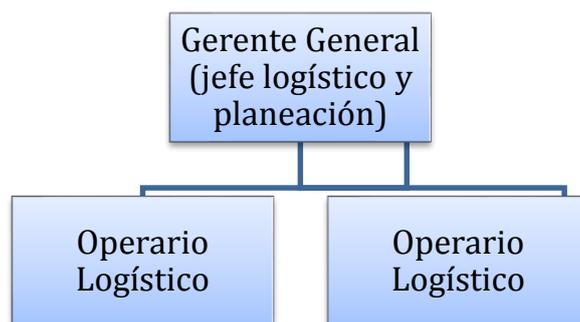 Gerente General
(jefe logístico y
planeación)
Operario
Logístico
Operario
Logístico